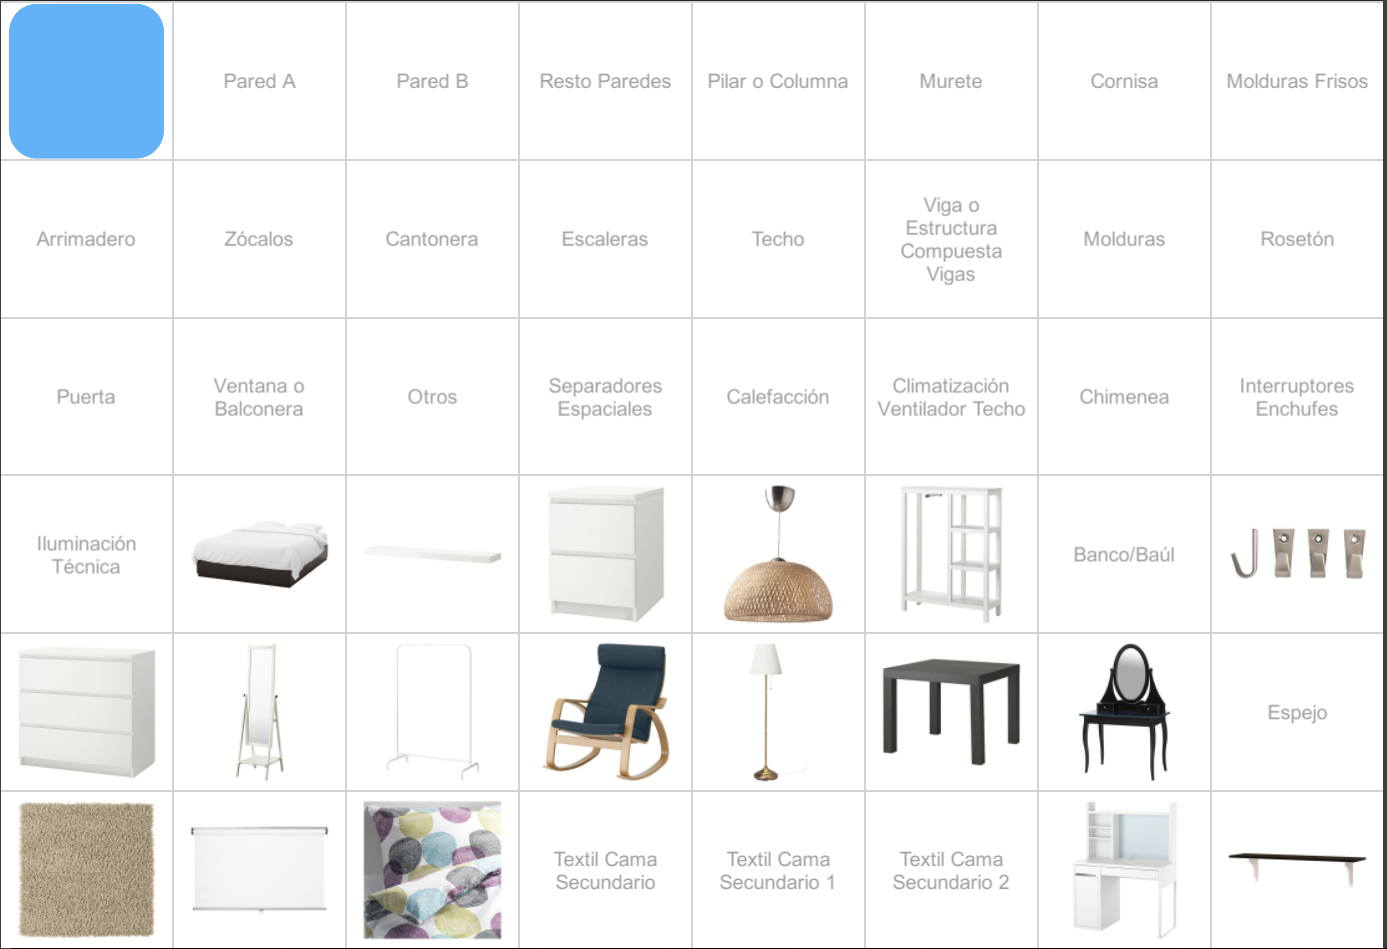 Pared A
Pared B
Resto Paredes
Pilar o Columna
Murete
Cornisa
Molduras Frisos
Arrimadero
Zócalos
Cantonera
Escaleras
Techo
Viga o
Estructura
Compuesta
Vigas
Molduras
Rosetón
Puerta
Ventana o
Balconera
Otros
Separadores
Espaciales
Calefacción
Climatización
Ventilador Techo
Chimenea
Interruptores
Enchufes
Iluminación
Técnica
Banco/Baúl
Espejo
Textil Cama
Secundario
Textil Cama
Secundario 1
Textil Cama
Secundario 2